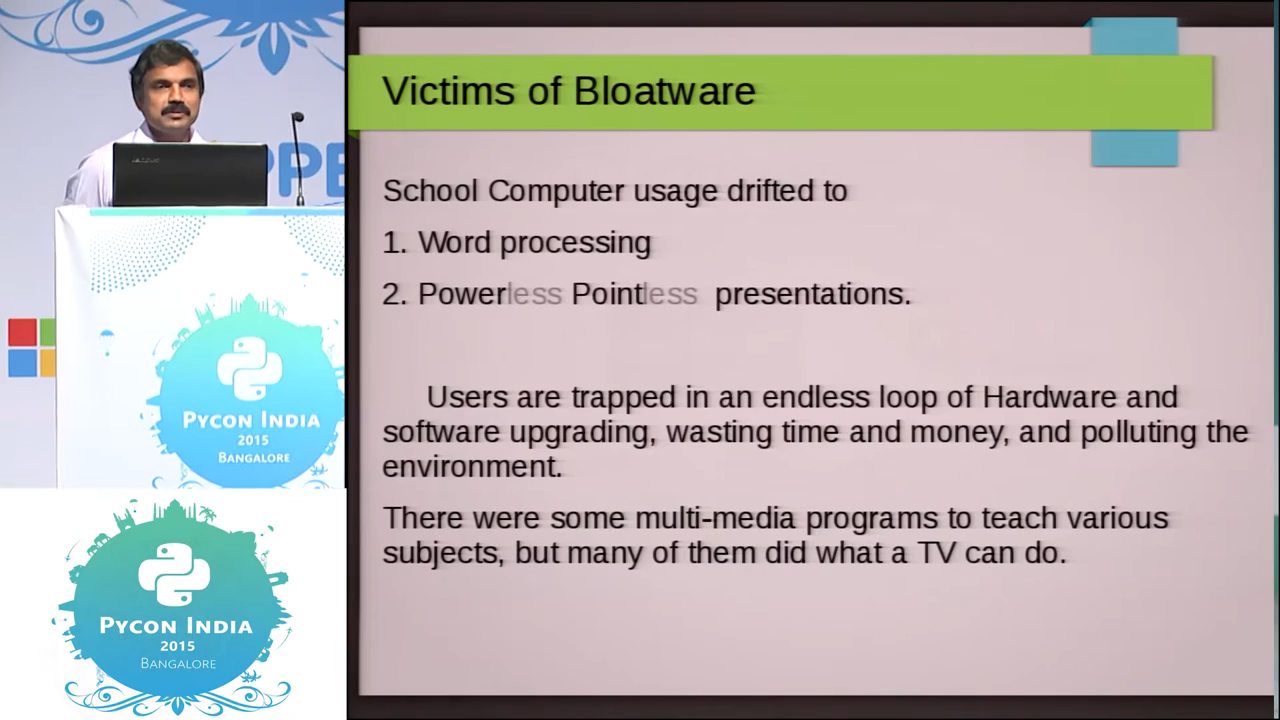 Victims of Bloatware
School Computer usage drifted to
1. Word processing
2. Powerless Pointless presentations.
Users are trapped in an endless loop of Hardware and
software upgrading, wasting time and money, and polluting the
environment.
There were some multi-media programs to teach various
subjects, but many of them did what a TV can do.
PPE
PYCON INDIA
2015
BANGALORE
PYCON INDIA
2015
BANGALORE